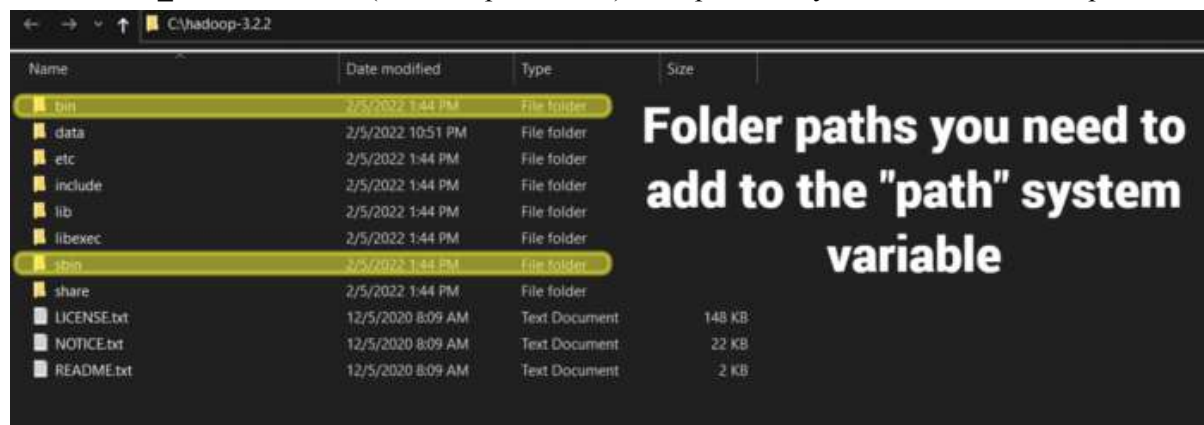 C:\hadoop-3.2.2
Name Date modified Type Size
bin 2/5/2022 1:44 PM File folder
data 2/5/2022 10:51 PM File folder
etc 2/5/2022 1:44 PM File folder
include 2/5/2022 1:44 PM File folder
lib 2/5/2022 1:44 PM File folder
libexec 2/5/2022 1:44 PM File folder
sbin 2/5/2022 1:44 PM File folder
share 2/5/2022 1:44 PM File folder
LICENSE.txt 12/5/2020 8:09 AM Text Document 148 KB
NOTICE.txt 12/5/2020 8:09 AM Text Document 22 KB
README.txt 12/5/2020 8:09 AM Text Document 2 KB
Folder paths you need to
add to the "path" system
variable